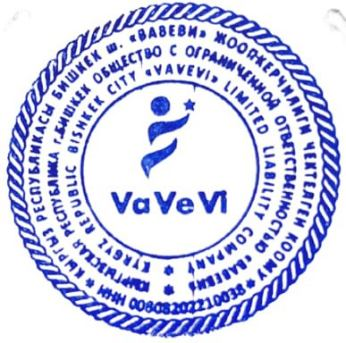 КЫРГЫЗ РЕСПУБЛИКАСЫ БИШКЕК Ш. «ВАВЕВИ» ЖООПКЕРЧИЛИГИ ЧЕКТЕЛГЕН КООМУ
КЫРГЫЗСКАЯ РЕСПУБЛИКА Г.БИШКЕК ОБЩЕСТВО С ОГРАНИЧЕННОЙ ОТВЕТСТВЕННОСТЬЮ «ВАВЕВИ»
KYRGYZ REPUBLIC BISHKEK CITY «VAVEVI» LIMITED LIABILITY COMPANY
ИНН 00608202210038
VaVeVi